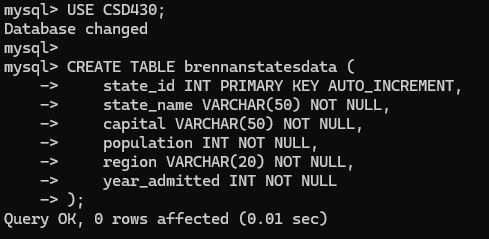 mysql> USE CSD430;
Database changed
mysql>
mysql> CREATE TABLE brennanstatesdata (
    ->     state_id INT PRIMARY KEY AUTO_INCREMENT,
    ->     state_name VARCHAR(50) NOT NULL,
    ->     capital VARCHAR(50) NOT NULL,
    ->     population INT NOT NULL,
    ->     region VARCHAR(20) NOT NULL,
    ->     year_admitted INT NOT NULL
    -> );
Query OK, 0 rows affected (0.01 sec)